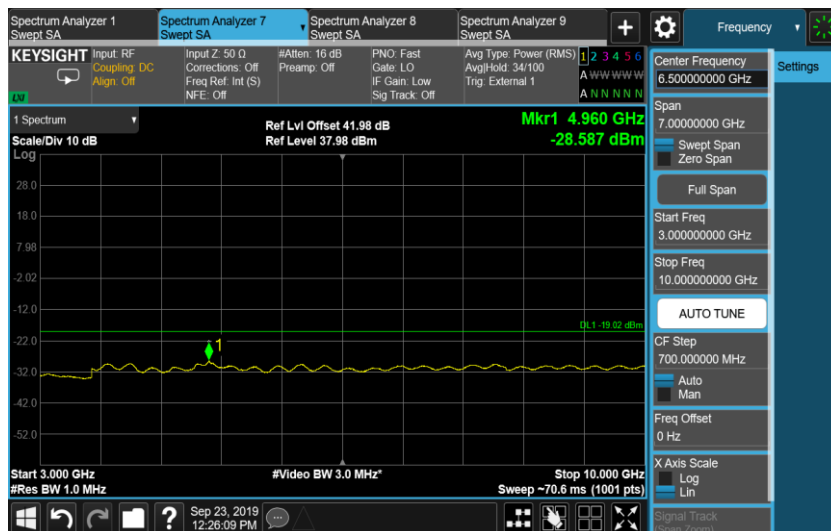 Spectrum Analyzer 1
Swept SA
Spectrum Analyzer 7
Swept SA
Spectrum Analyzer 8
Swept SA
Spectrum Analyzer 9
Swept SA
+
Frequency
KEYSIGHT
Input: RF
Coupling: DC
Align: Off
LXI
Input Z: 50 Ω
Corrections: Off
Freq Ref: Int (S)
NFE: Off
#Atten: 16 dB
Preamp: Off
PNO: Fast
Gate: LO
IF Gain: Low
Sig Track: Off
Avg Type: Power (RMS)
Avg|Hold: 34/100
Trig: External 1
1 2 3 4 5 6
A W W W W W
A N N N N N
1 Spectrum
Scale/Div 10 dB
Log
Ref Lvl Offset 41.98 dB
Ref Level 37.98 dBm
Mkr1 4.960 GHz
-28.587 dBm
28.0
18.0
7.98
-2.02
-12.0
-22.0
-32.0
-42.0
-52.0
DL1 -19.02 dBm
1
Start 3.000 GHz
#Res BW 1.0 MHz
#Video BW 3.0 MHz*
Stop 10.000 GHz
Sweep ~70.6 ms (1001 pts)
Center Frequency
6.500000000 GHz
Settings
Span
7.00000000 GHz
Swept Span
Zero Span
Full Span
Start Freq
3.000000000 GHz
Stop Freq
10.000000000 GHz
AUTO TUNE
CF Step
700.000000 MHz
Auto
Man
Freq Offset
0 Hz
X Axis Scale
Log
Lin
Signal Track
(Span Zoom)
?
Sep 23, 2019
12:26:09 PM